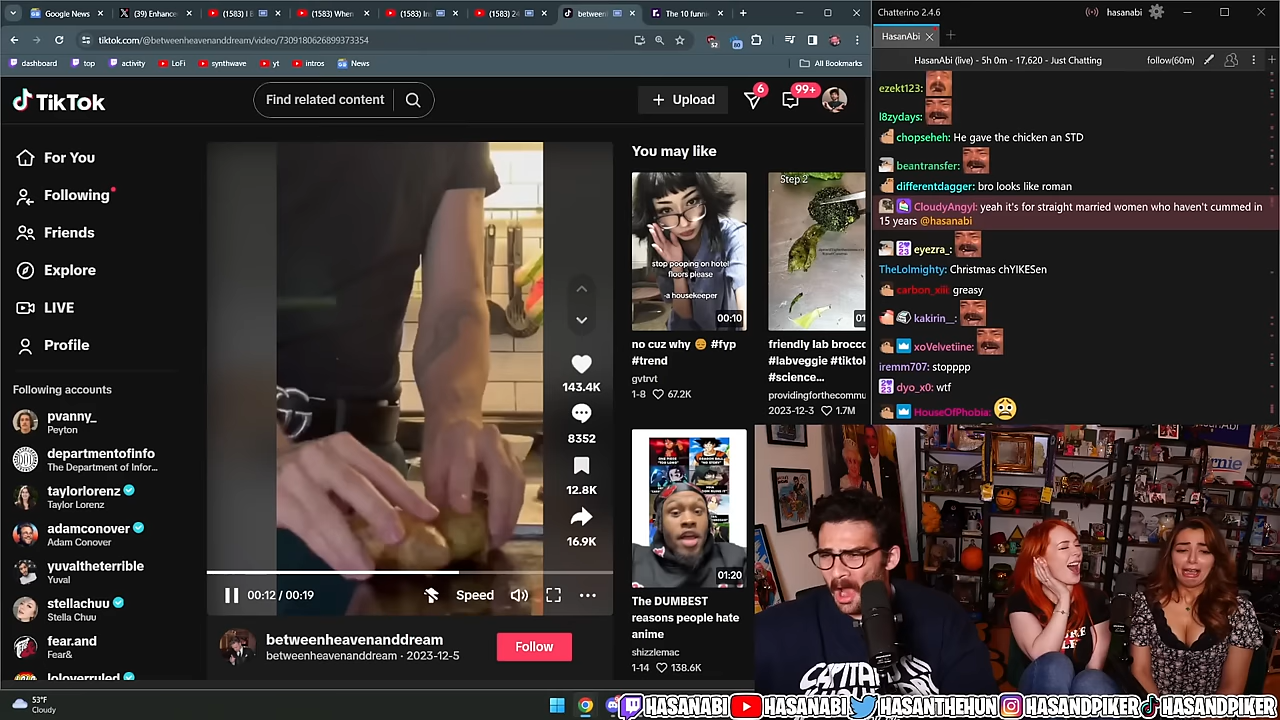 Google News
(39) Enhance
(1583) I E
(1583) When
(1583) In
(1583) 24
betwee
The 10 funni
tiktok.com/@betweenheavenanddream/video/7309180626899373354
dashboard
top
activity
LoFi
synthwave
yt
intros
News
All Bookmarks
TikTok
Find related content
Upload
6
99+
For You
Following
Friends
Explore
LIVE
Profile
Following accounts
pvanny_
Peyton
departmentofinfo
The Department of Infor...
taylorlorenz
Taylor Lorenz
adamconover
Adam Conover
yuvaltheterrible
Yuval
stellachuu
Stella Chuu
fear.and
Fear&
loloverruled
143.4K
8352
12.8K
16.9K
00:12 / 00:19
Speed
betweenheavenanddream
betweenheavenanddream · 2023-12-5
Follow
You may like
stop pooping on hotel
floors please
-a housekeeper
00:10
no cuz why 😔 #fyp
#trend
gvtrvt
1-8 67.2K
Step 2
01
friendly lab brocc
#labveggie #tiktok
#science...
providingforthecommu
2023-12-3 1.7M
01:20
The DUMBEST
reasons people hate
anime
shizzlemac
1-14 138.6K
Chatterino 2.4.6
hasanabi
HasanAbi
HasanAbi (live) - 5h 0m - 17,620 - Just Chatting
follow(60m)
ezekt123:
l8zydays:
chopseheh: He gave the chicken an STD
beantransfer:
differentdagger: bro looks like roman
CloudyAngyl: yeah it's for straight married women who haven't cummed in
15 years @hasanabi
eyezra_:
TheLolmighty: Christmas chYIKESen
carbon_xiii: greasy
kakirin__:
xoVelvetiine:
iremm707: stopppp
dyo_x0: wtf
HouseOfPhobia:
ernie
CAPITA
53°F
Cloudy
HASANABI
HASANABI
HASANTHEHUN
HASANDPIKER
HASANDPIKER